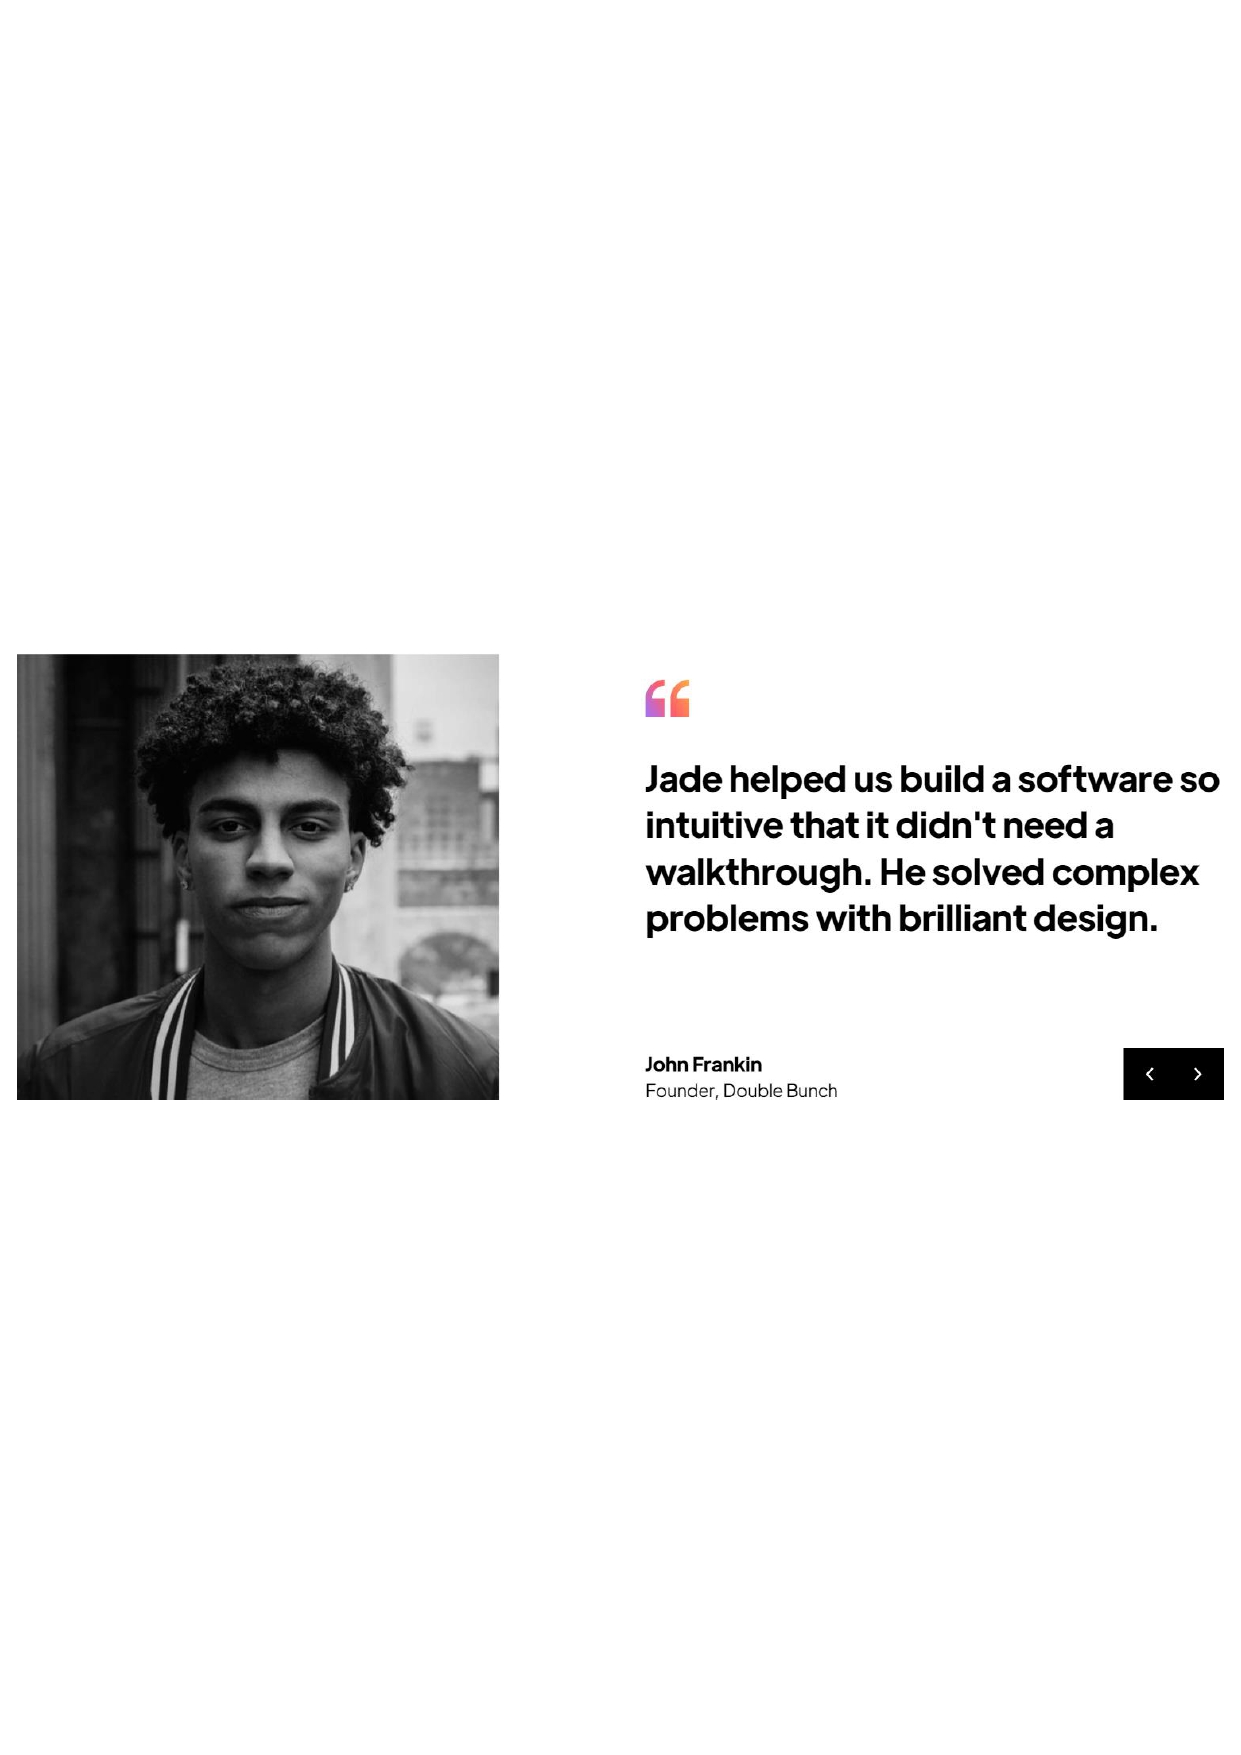 “
Jade helped us build a software so
intuitive that it didn't need a
walkthrough. He solved complex
problems with brilliant design.
John Frankin
Founder, Double Bunch